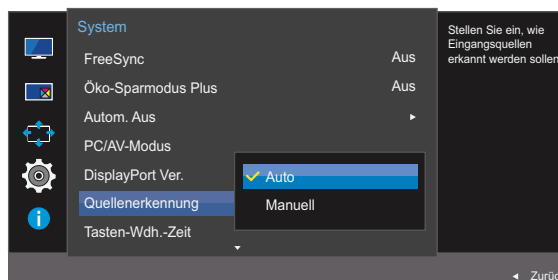 System
FreeSync Aus
Öko-Sparmodus Plus Aus
Autom. Aus
PC/AV-Modus
DisplayPort Ver.
Quellenerkennung
Tasten-Wdh.-Zeit
Auto
Manuell
Stellen Sie ein, wie
Eingangsquellen
erkannt werden sollen
Zurüc